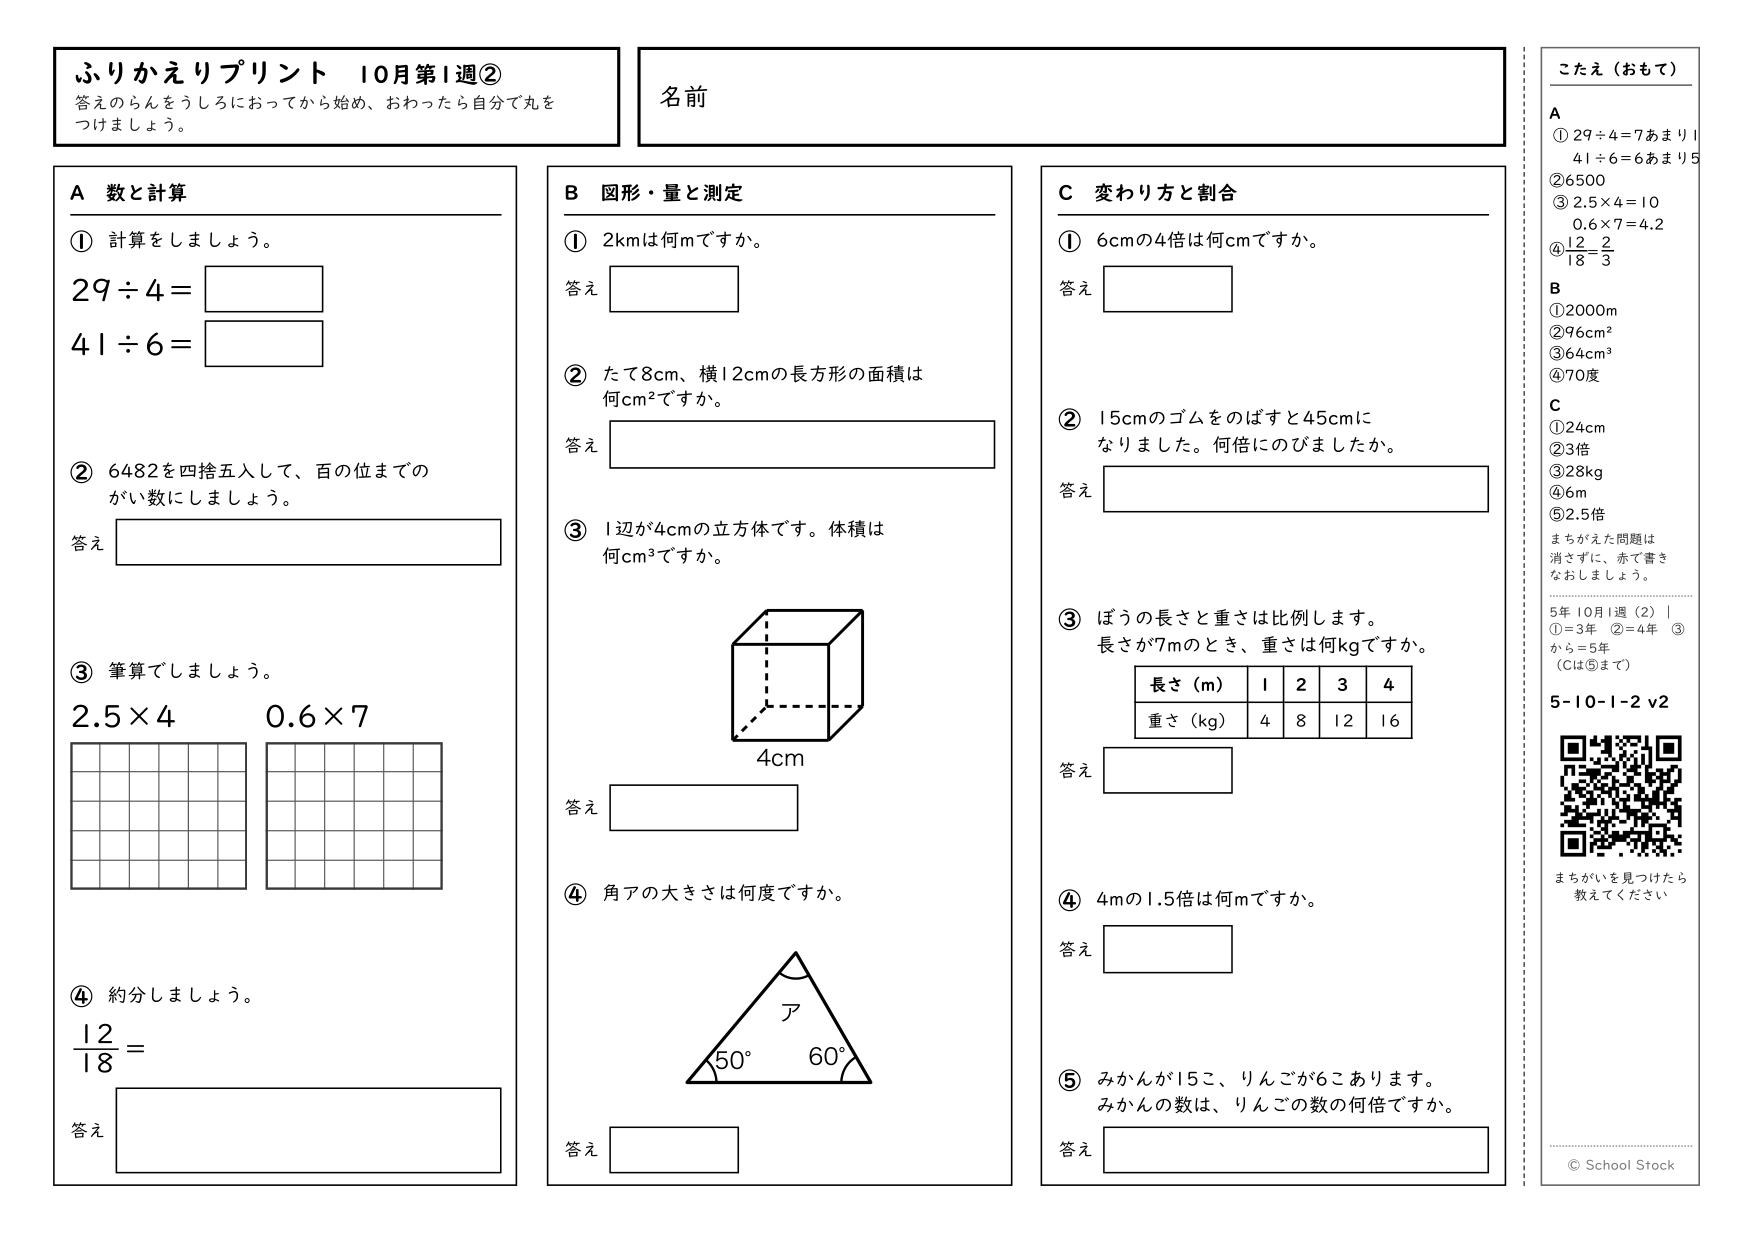 ふりかえりプリント　10月第1週②
答えのらんをうしろにおってから始め、おわったら自分で丸を
つけましょう。
名前
A　数と計算
① 計算をしましょう。
29÷4＝
41÷6＝
② 6482を四捨五入して、百の位までの
がい数にしましょう。
答え
③ 筆算でしましょう。
2.5×4　0.6×7
④ 約分しましょう。
12/18＝
答え
B　図形・量と測定
① 2kmは何mですか。
答え
② たて8cm、横12cmの長方形の面積は
何cm²ですか。
答え
③ 1辺が4cmの立方体です。体積は
何cm³ですか。
4cm
答え
④ 角アの大きさは何度ですか。
ア
50°　60°
答え
C　変わり方と割合
① 6cmの4倍は何cmですか。
答え
② 15cmのゴムをのばすと45cmに
なりました。何倍にのびましたか。
答え
③ ぼうの長さと重さは比例します。
長さが7mのとき、重さは何kgですか。
長さ（m） 1 2 3 4
重さ（kg） 4 8 12 16
答え
④ 4mの1.5倍は何mですか。
答え
⑤ みかんが15こ、りんごが6こあります。
みかんの数は、りんごの数の何倍ですか。
答え
こたえ（おもて）
A
① 29÷4＝7あまり1
41÷6＝6あまり5
②6500
③ 2.5×4＝10
0.6×7＝4.2
④12/18＝2/3
B
①2000m
②96cm²
③64cm³
④70度
C
①24cm
②3倍
③28kg
④6m
⑤2.5倍
まちがえた問題は
消さずに、赤で書き
なおしましょう。
5年 10月1週（2）｜
①＝3年　②＝4年　③
から＝5年
（Cは⑤まで）
5-10-1-2 v2
まちがいを見つけたら
教えてください
© School Stock